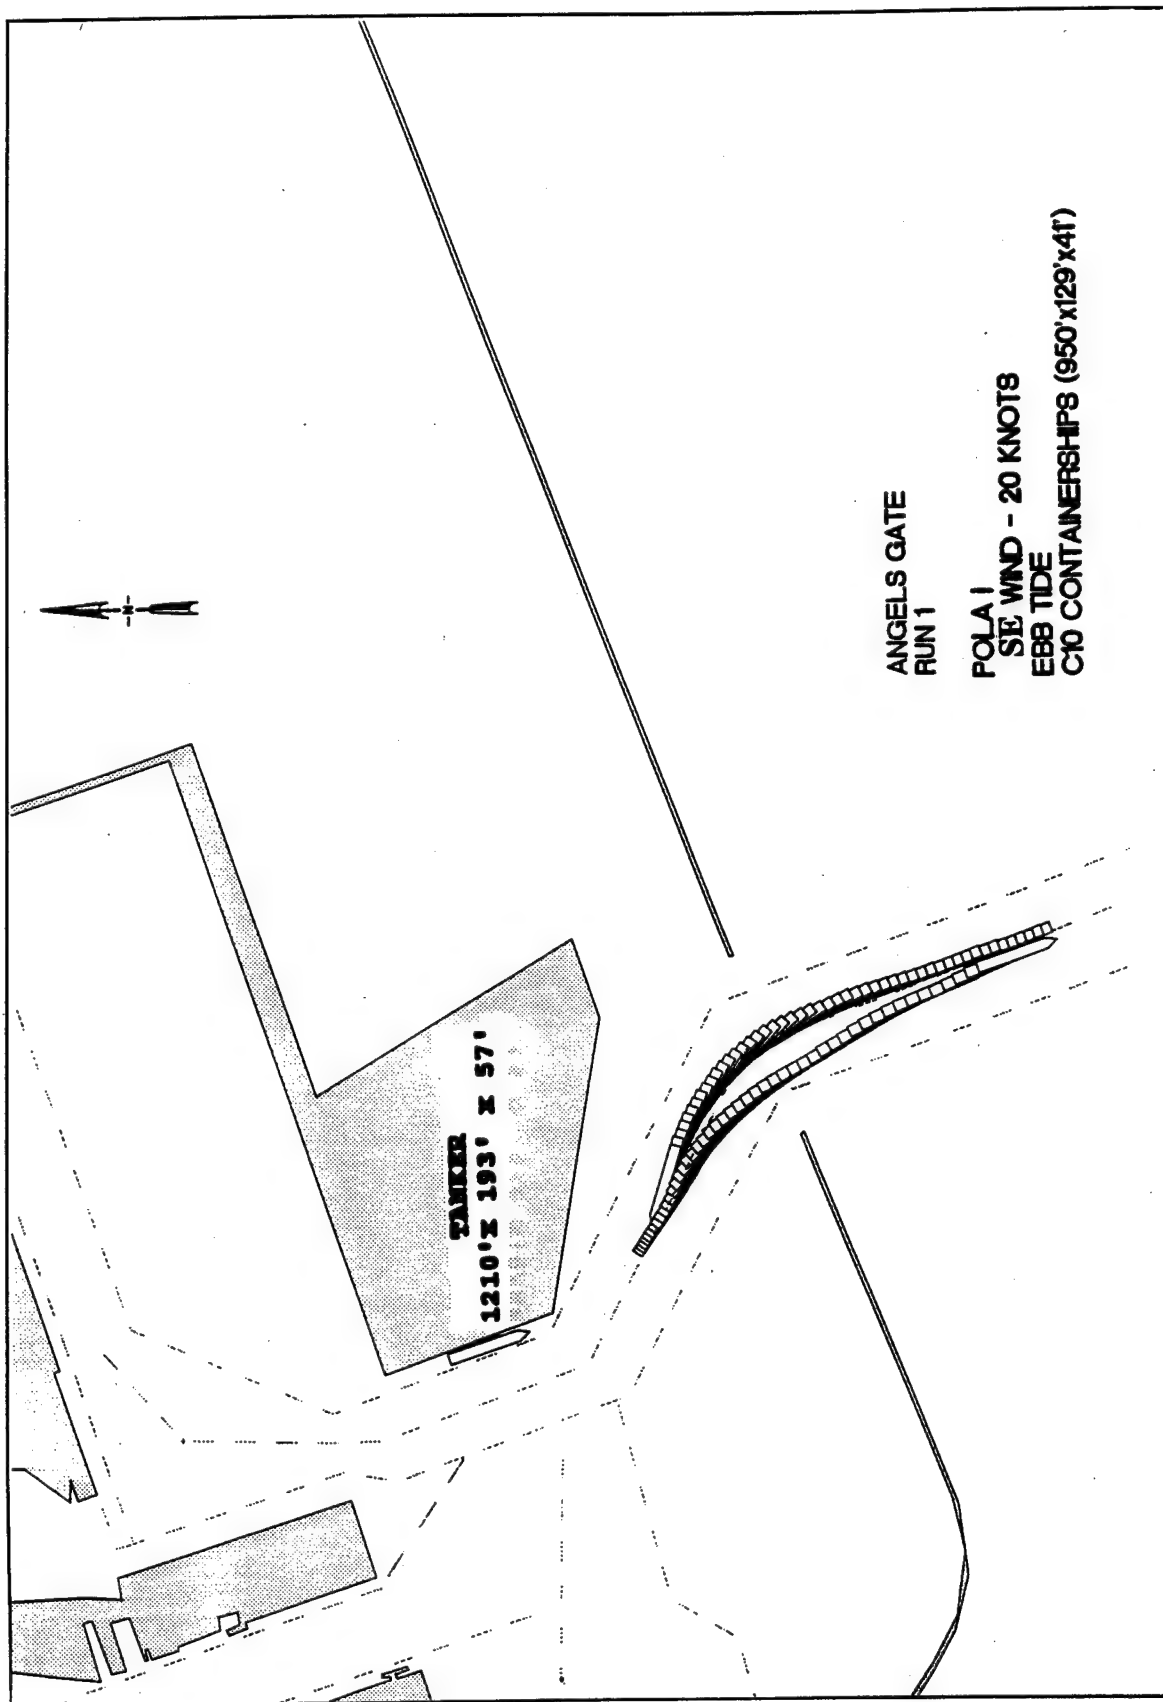 -N-
TANKER
1210'X 193' X 57'
ANGELS GATE
RUN 1
POLA I
SE WIND - 20 KNOTS
EBB TIDE
C10 CONTAINERSHIPS (950'x129'x41')